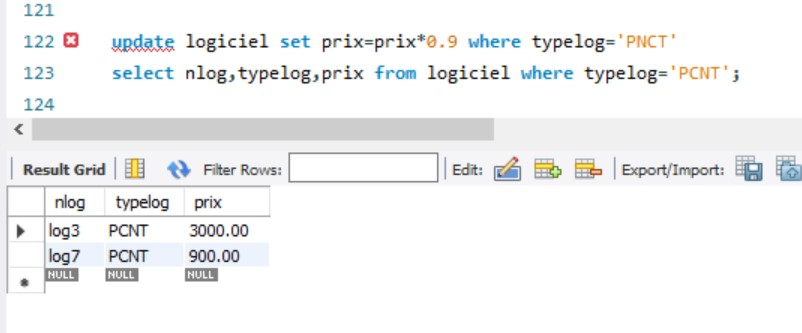 121
122 update logiciel set prix=prix*0.9 where typelog='PNCT'
123 select nlog,typelog,prix from logiciel where typelog='PCNT';
124
Result Grid Filter Rows: Edit: Export/Import:
nlog typelog prix
log3 PCNT 3000.00
log7 PCNT 900.00
NULL NULL NULL